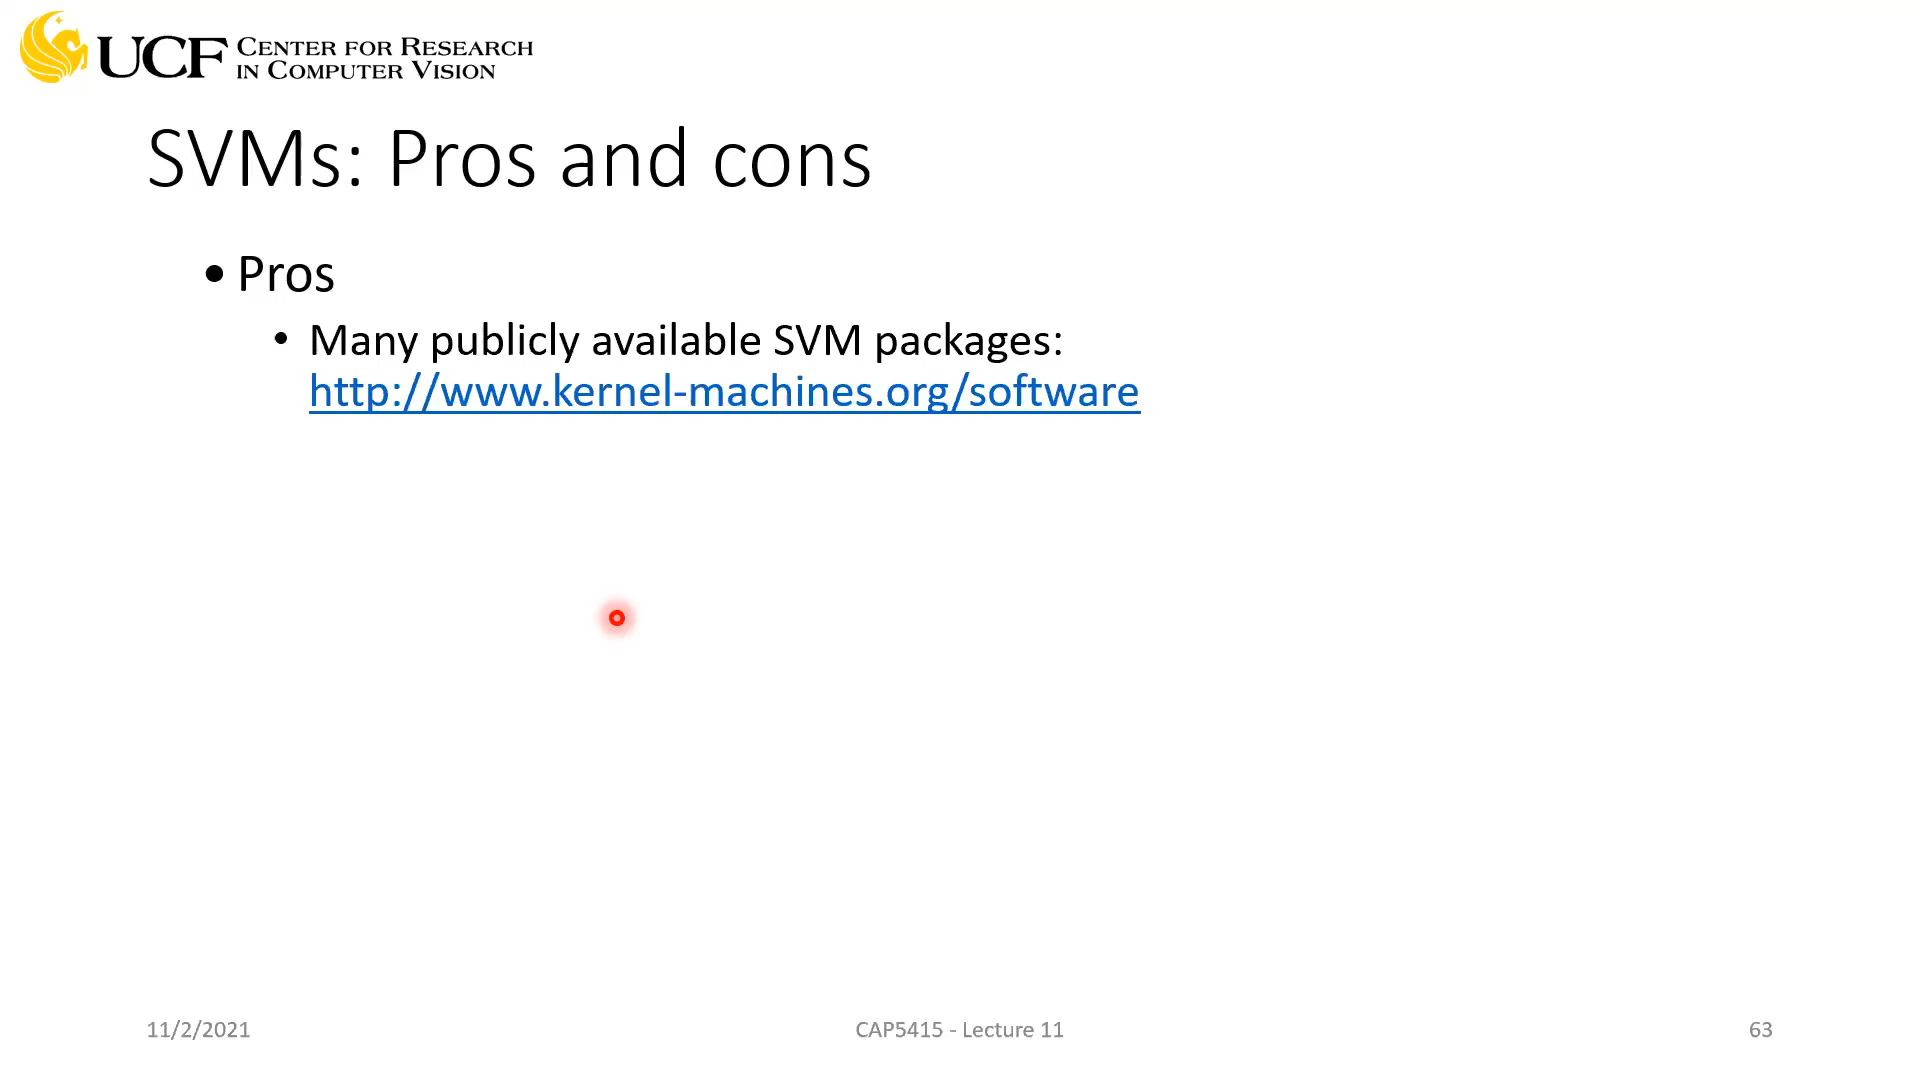 UCF CENTER FOR RESEARCH
IN COMPUTER VISION
SVMs: Pros and cons
• Pros
• Many publicly available SVM packages:
http://www.kernel-machines.org/software
11/2/2021
CAP5415 - Lecture 11
63